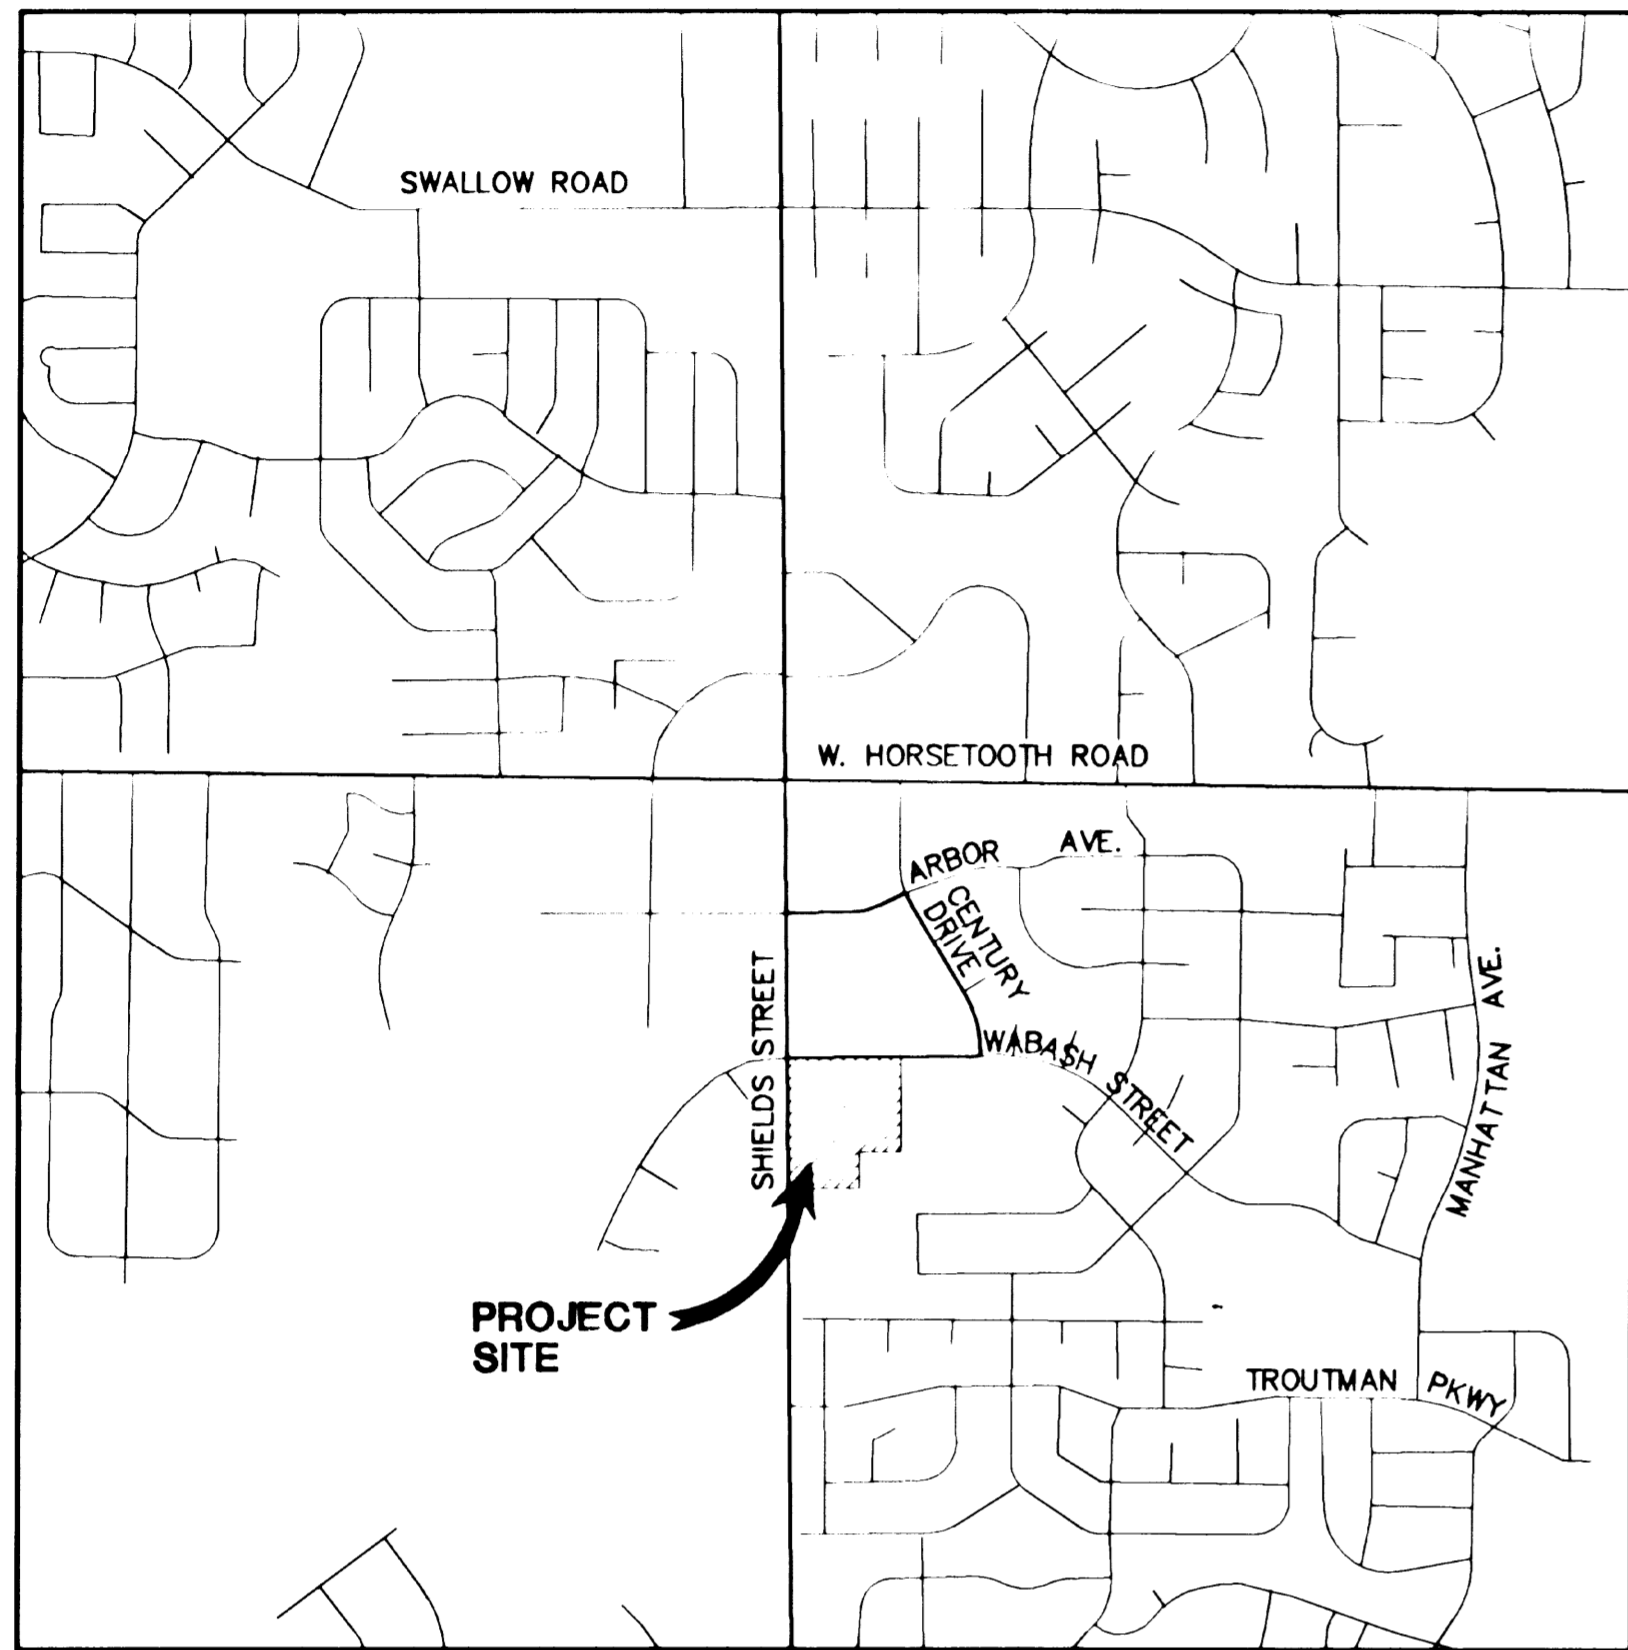 SWALLOW ROAD
W. HORSETOOTH ROAD
ARBOR AVE.
CENTURY
DRIVE
SHIELDS STREET
WABASH STREET
MANHATTAN AVE.
PROJECT
SITE
TROUTMAN PKWY